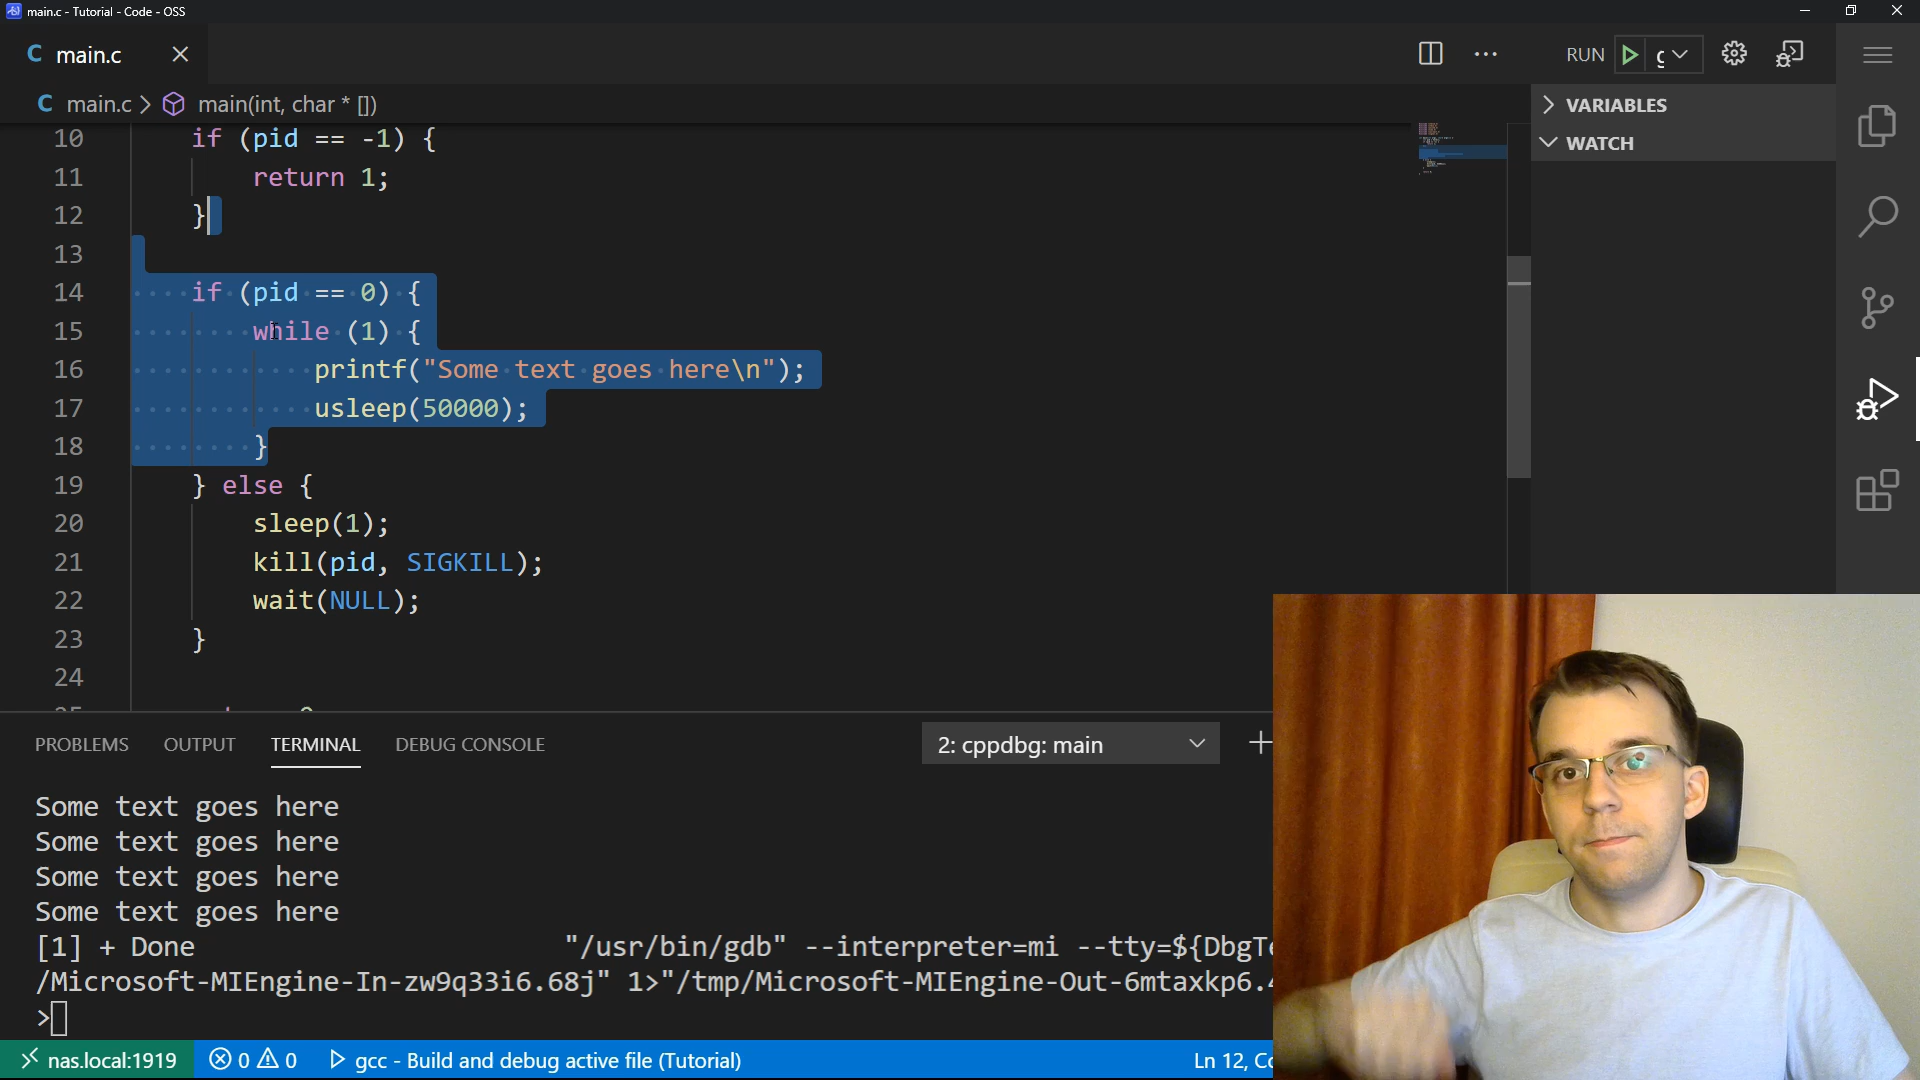 main.c - Tutorial - Code - OSS
C main.c
RUN
C main.c > main(int, char * [])
VARIABLES
WATCH
10 if (pid == -1) {
11 return 1;
12 }
13
14 if (pid == 0) {
15 while (1) {
16 printf("Some text goes here\n");
17 usleep(50000);
18 }
19 } else {
20 sleep(1);
21 kill(pid, SIGKILL);
22 wait(NULL);
23 }
24
PROBLEMS OUTPUT TERMINAL DEBUG CONSOLE 2: cppdbg: main
Some text goes here
Some text goes here
Some text goes here
Some text goes here
[1] + Done "/usr/bin/gdb" --interpreter=mi --tty=${DbgTe
/Microsoft-MIEngine-In-zw9q33i6.68j" 1>"/tmp/Microsoft-MIEngine-Out-6mtaxkp6.4
>
nas.local:1919 0 0 gcc - Build and debug active file (Tutorial) Ln 12, Co